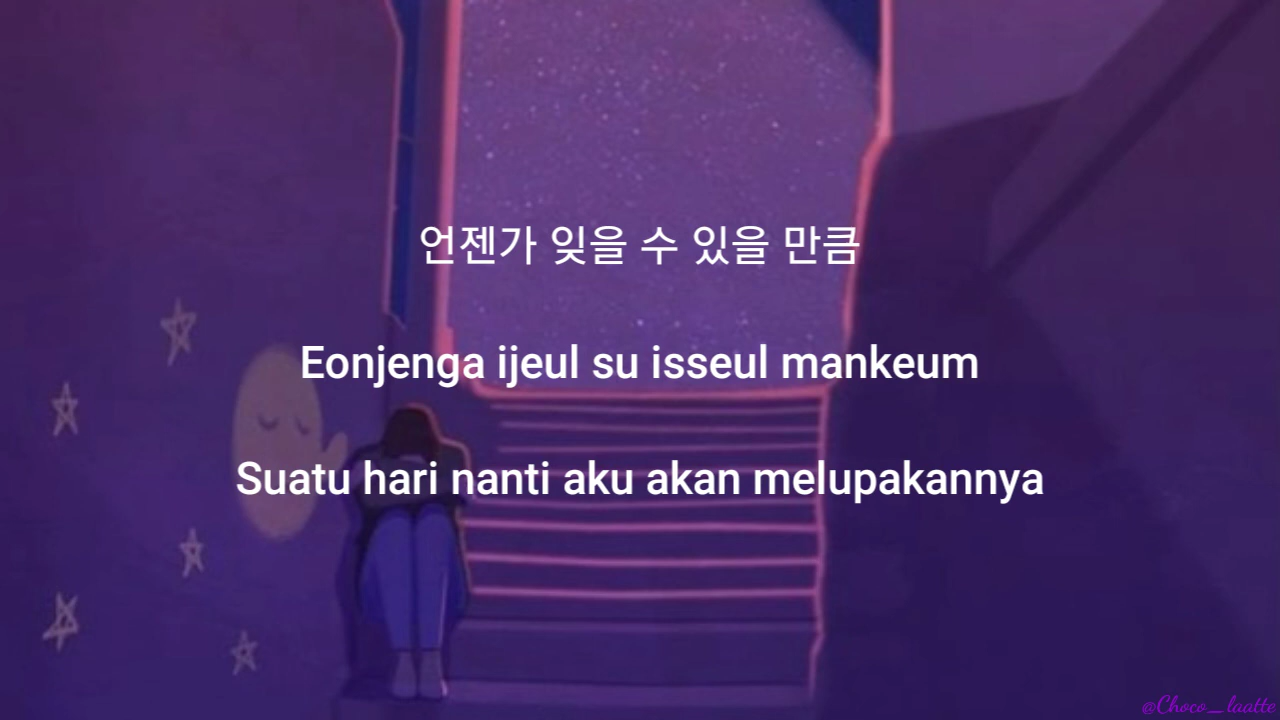 언젠가 잊을 수 있을 만큼
Eonjenga ijeul su isseul mankeum
Suatu hari nanti aku akan melupakannya
@Choco_laatte